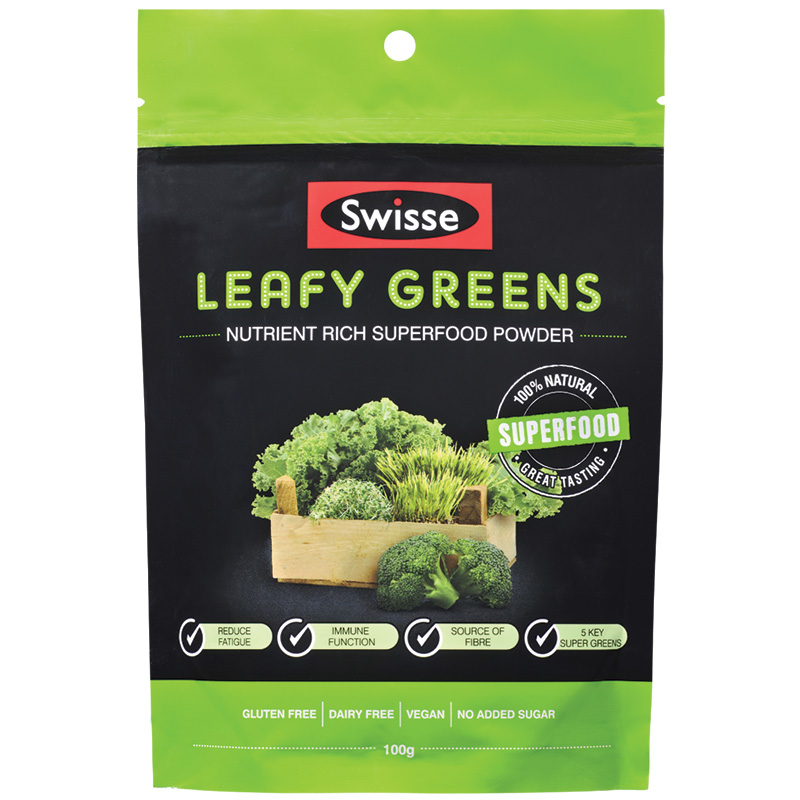 Swisse
LEAFY GREENS
NUTRIENT RICH SUPERFOOD POWDER
100% NATURAL
SUPERFOOD
• GREAT TASTING •
REDUCE
FATIGUE
IMMUNE
FUNCTION
SOURCE OF
FIBRE
5 KEY
SUPER GREENS
GLUTEN FREE | DAIRY FREE | VEGAN | NO ADDED SUGAR
100g